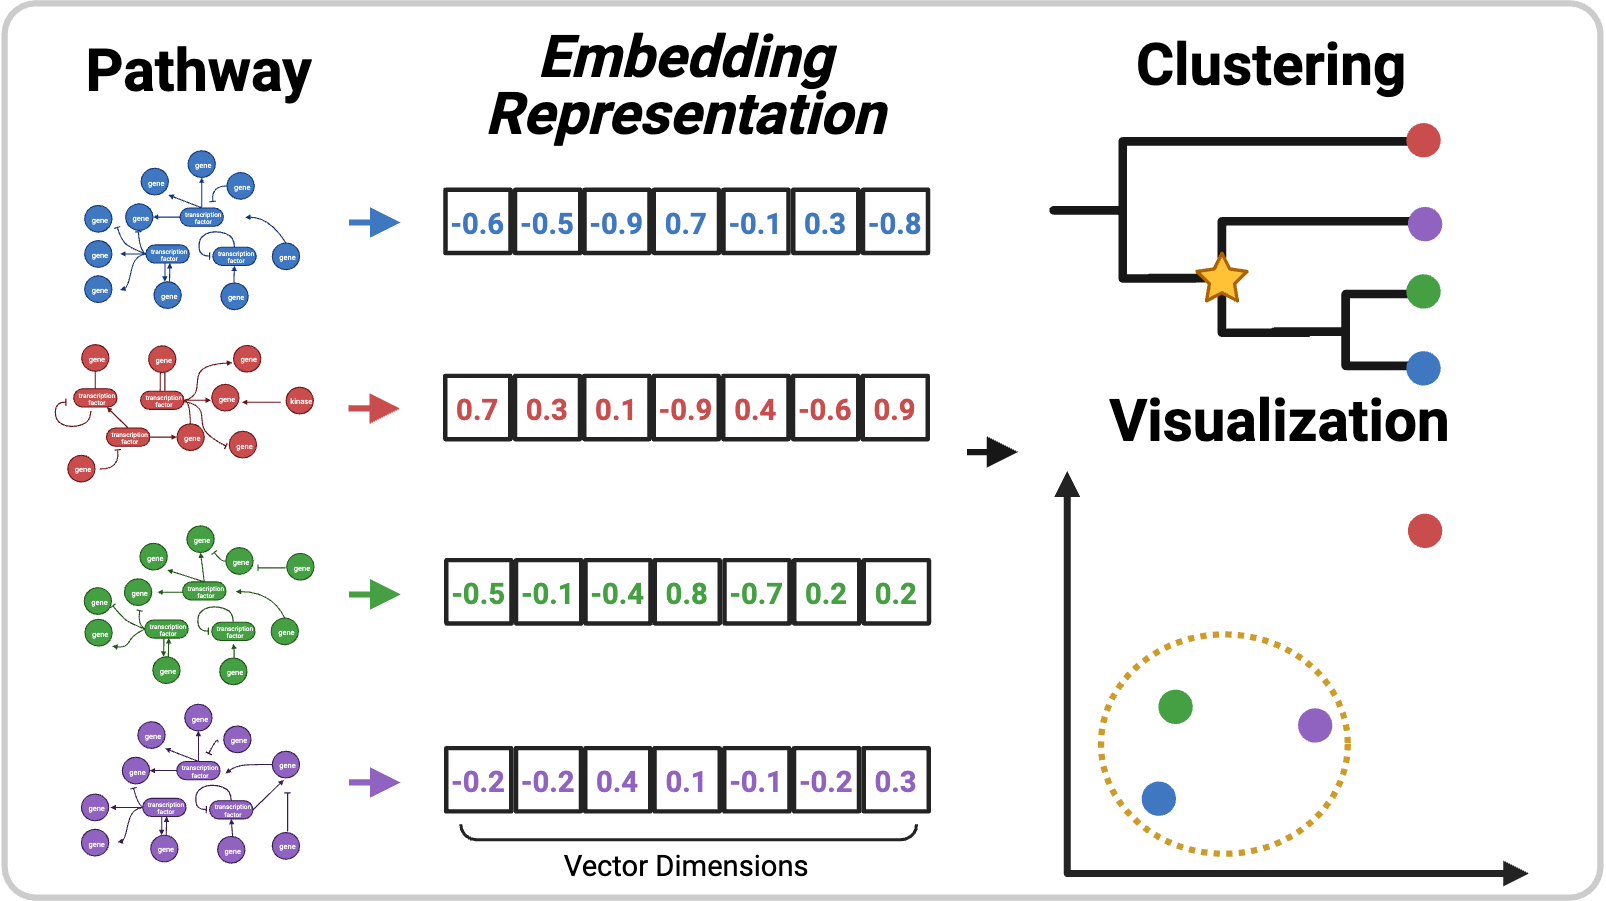 Pathway
Embedding
Representation
Clustering
gene
gene
gene
gene
gene
transcription
factor
gene
transcription
factor
transcription
factor
gene
gene
gene
gene
-0.6 -0.5 -0.9 0.7 -0.1 0.3 -0.8
gene
gene
gene
transcription
factor
transcription
factor
gene
kinase
transcription
factor
gene
gene
gene
0.7 0.3 0.1 -0.9 0.4 -0.6 0.9
Visualization
gene
gene
gene
gene
gene
gene
transcription
factor
gene
transcription
factor
transcription
factor
gene
gene
gene
-0.5 -0.1 -0.4 0.8 -0.7 0.2 0.2
gene
gene
gene
gene
transcription
factor
gene
gene
transcription
factor
transcription
factor
gene
gene
gene
gene
-0.2 -0.2 0.4 0.1 -0.1 -0.2 0.3
Vector Dimensions